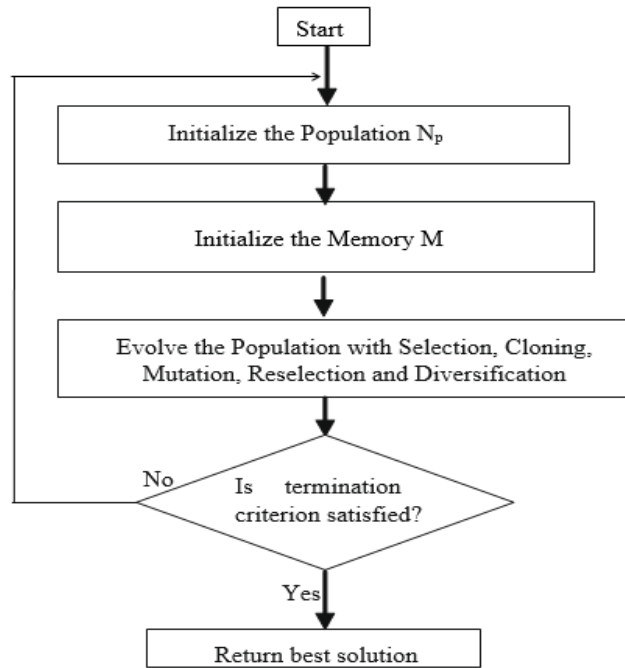 Start
Initialize the Population Nₚ
Initialize the Memory M
Evolve the Population with Selection, Cloning,
Mutation, Reselection and Diversification
No
Is termination
criterion satisfied?
Yes
Return best solution